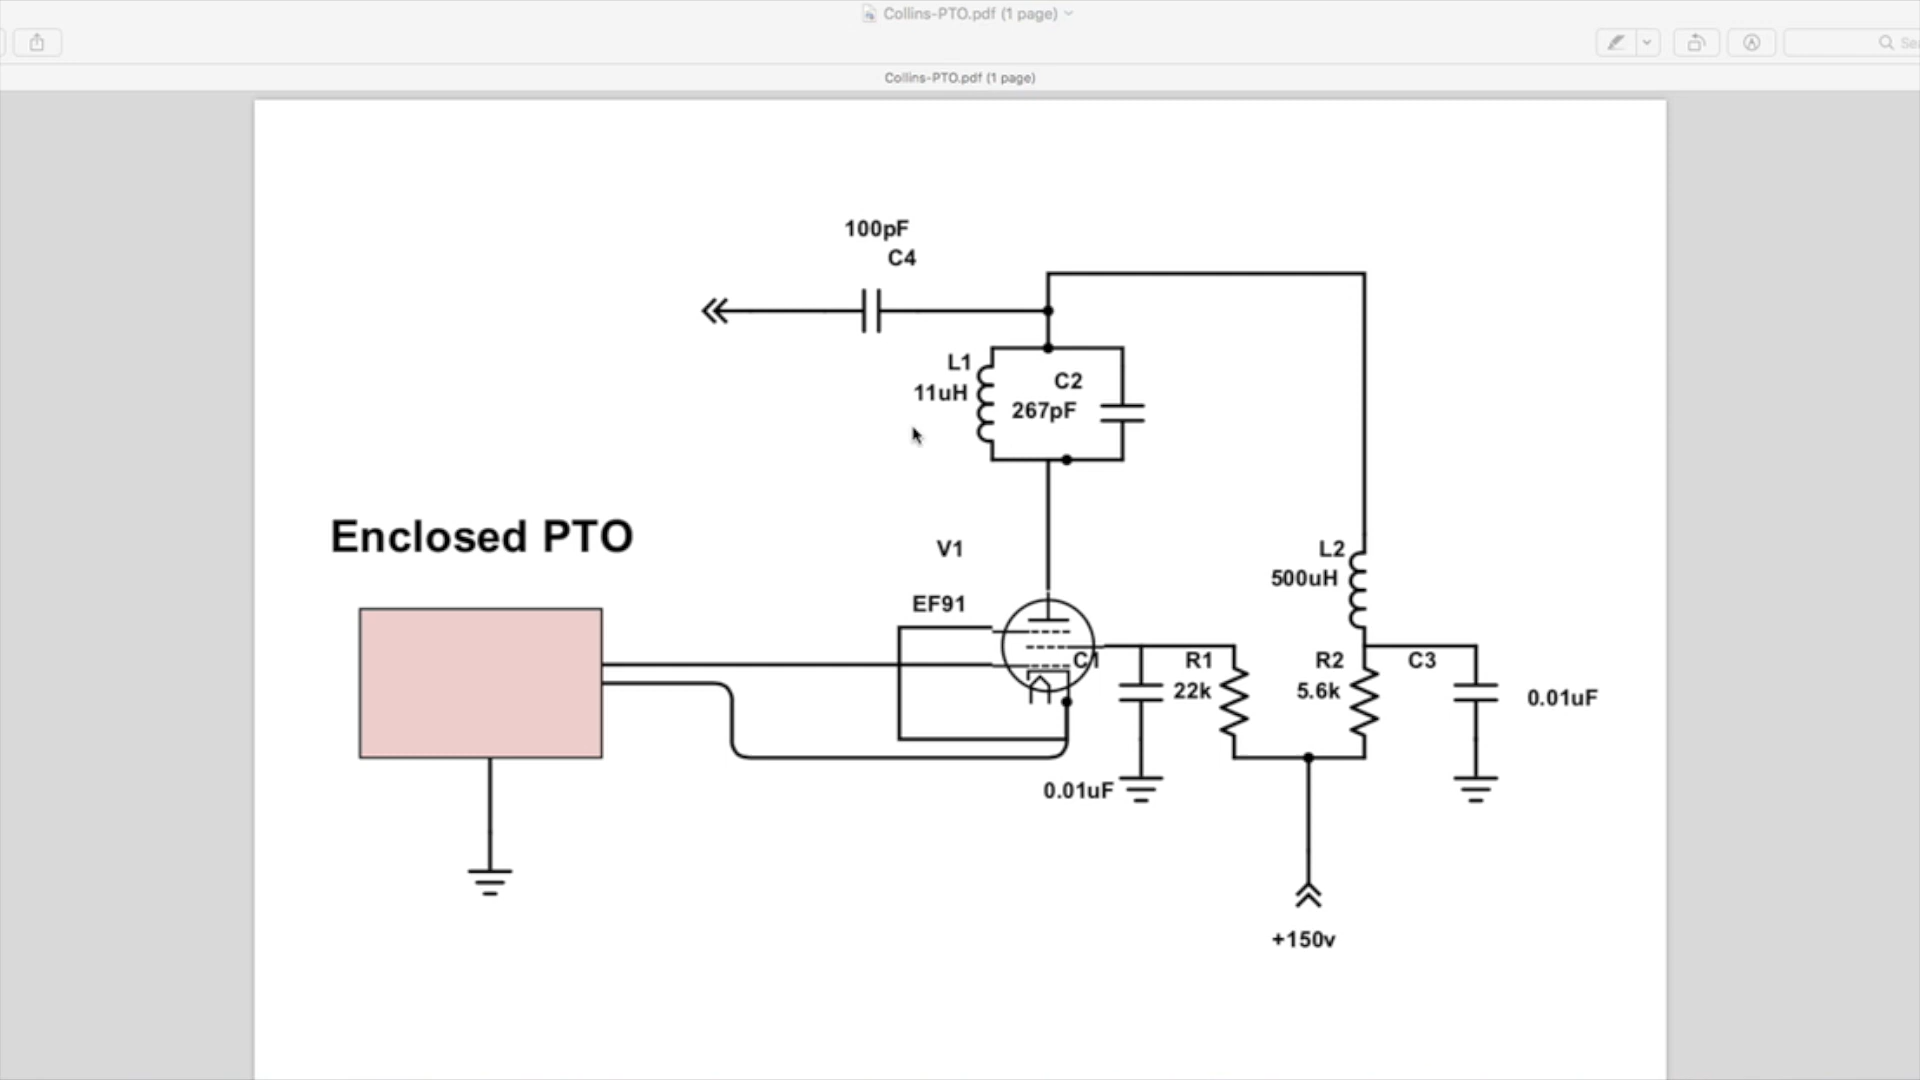 Collins-PTO.pdf (1 page)
Collins-PTO.pdf (1 page)
100pF
C4
L1
11uH
C2
267pF
Enclosed PTO
V1
EF91
L2
500uH
C1
R1
22k
R2
5.6k
C3
0.01uF
0.01uF
+150v